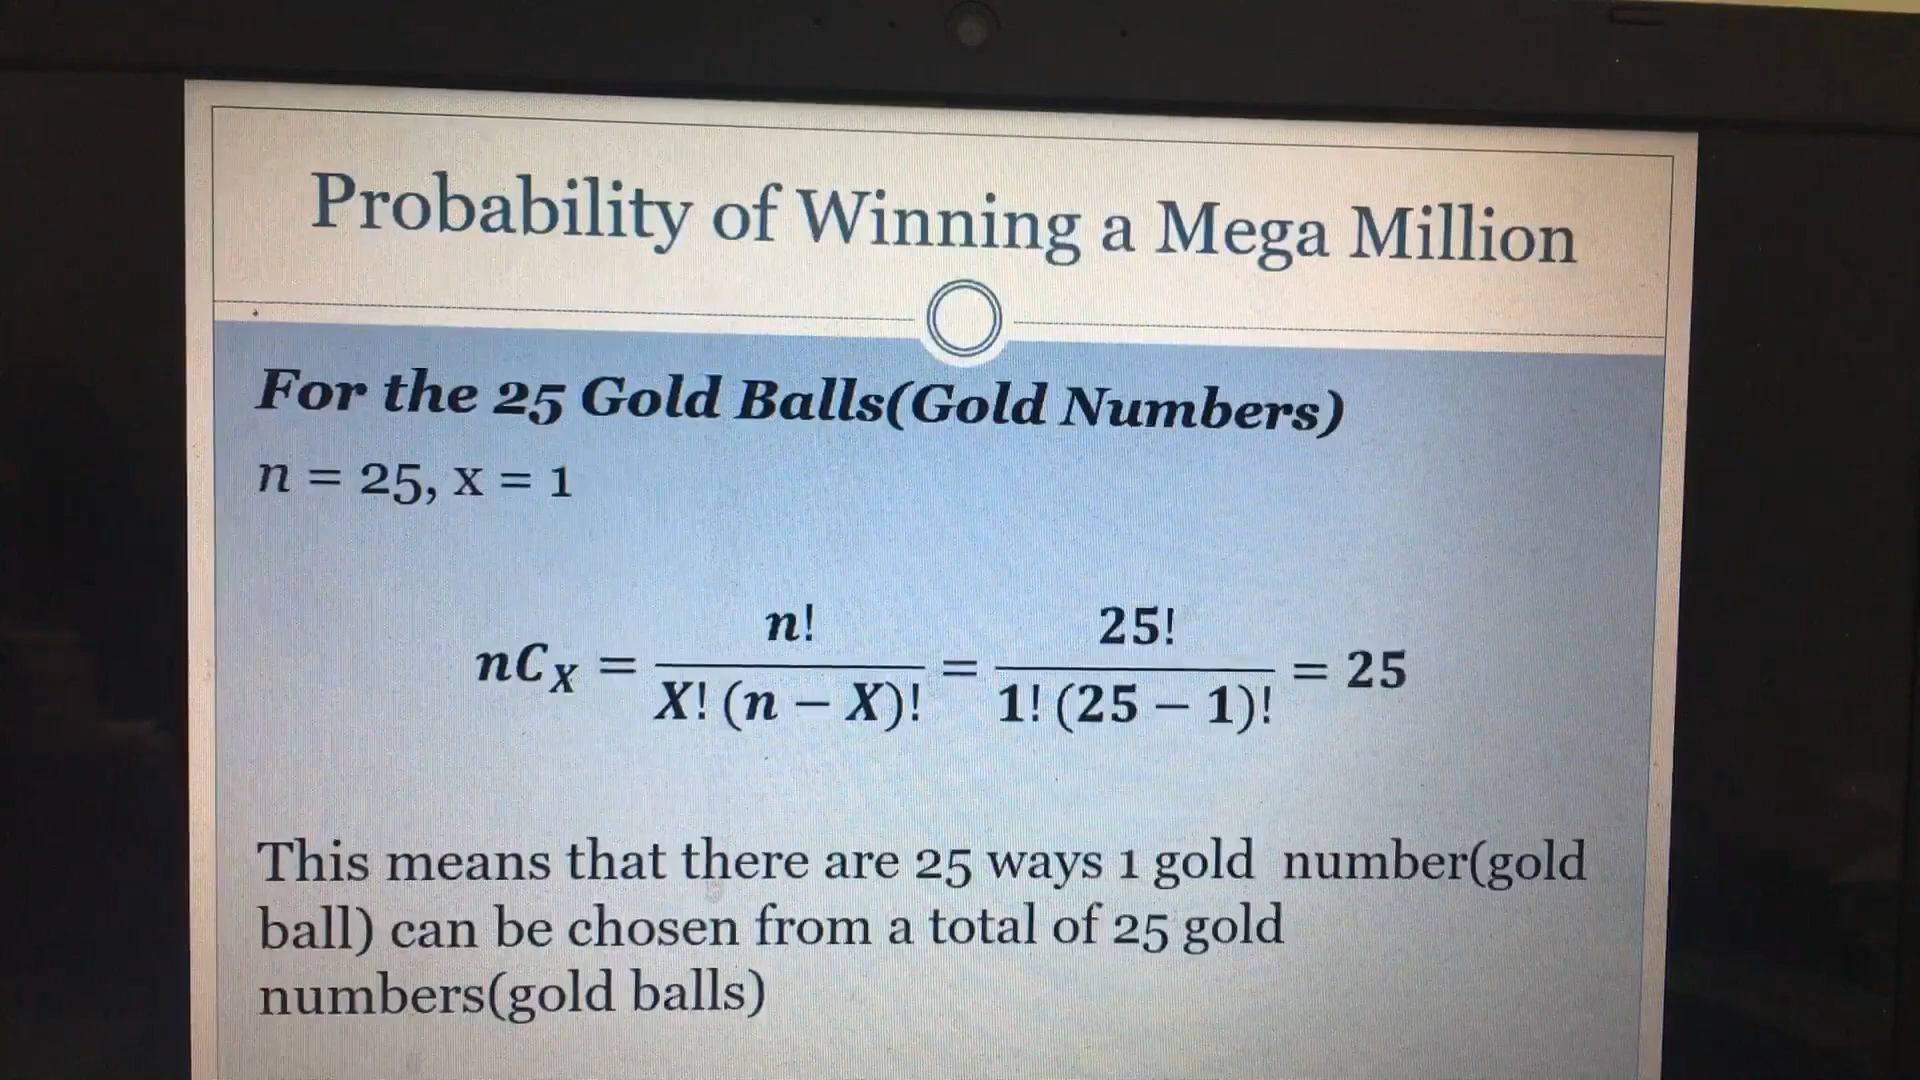 Probability of Winning a Mega Million
For the 25 Gold Balls(Gold Numbers)
n = 25, x = 1
nCX = n! / X! (n − X)! = 25! / 1! (25 − 1)! = 25
This means that there are 25 ways 1 gold number(gold
ball) can be chosen from a total of 25 gold
numbers(gold balls)